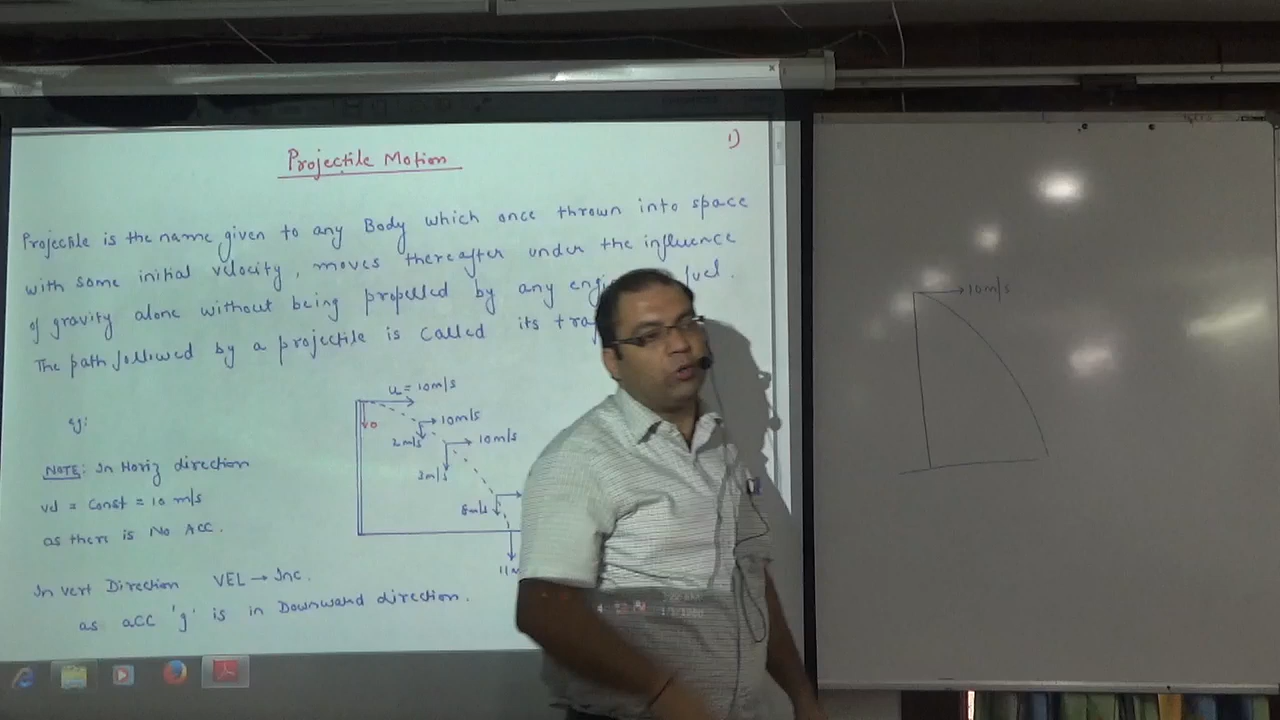 1)
Projectile Motion
Projectile is the name given to any Body which once thrown into space
with some initial velocity, moves thereafter under the influence
of gravity alone without being propelled by any fuel.
The path followed by a projectile is called its
eg:
u = 10m/s
0
10m/s
2m/s
10m/s
3m/s
NOTE: In Horiz direction
vel = Const = 10 m/s
as there is No ACC.
In vert Direction VEL → Inc.
as acc 'g' is in Downward direction.
10m/s